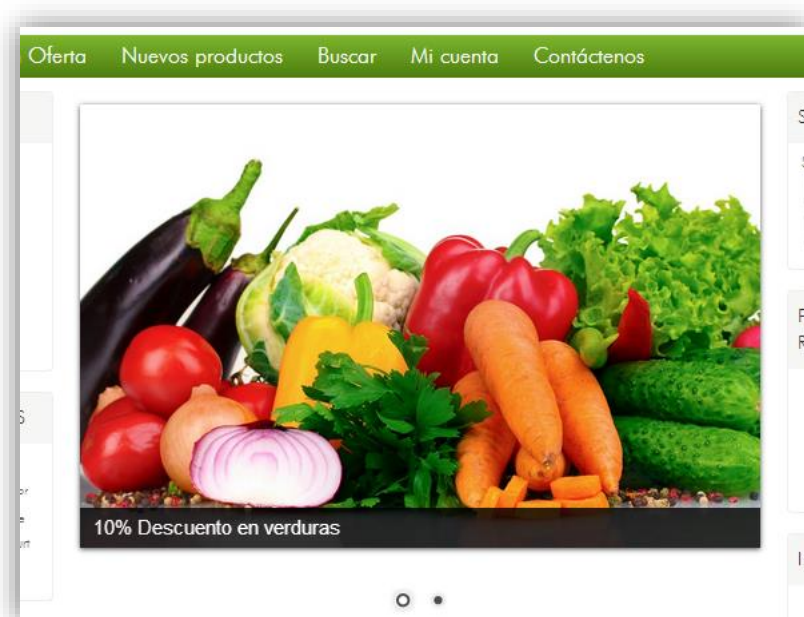 Oferta Nuevos productos Buscar Mi cuenta Contáctenos
10% Descuento en verduras